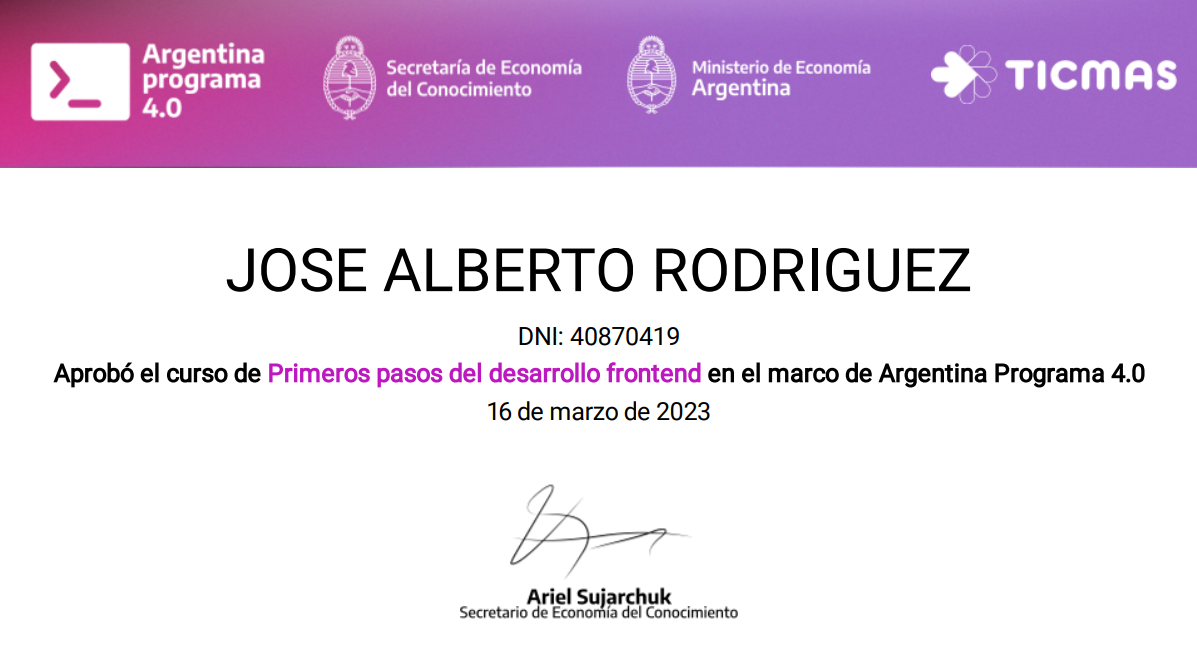 Argentina
programa
4.0
Secretaría de Economía
del Conocimiento
Ministerio de Economía
Argentina
TICMAS
JOSE ALBERTO RODRIGUEZ
DNI: 40870419
Aprobó el curso de Primeros pasos del desarrollo frontend en el marco de Argentina Programa 4.0
16 de marzo de 2023
Ariel Sujarchuk
Secretario de Economía del Conocimiento